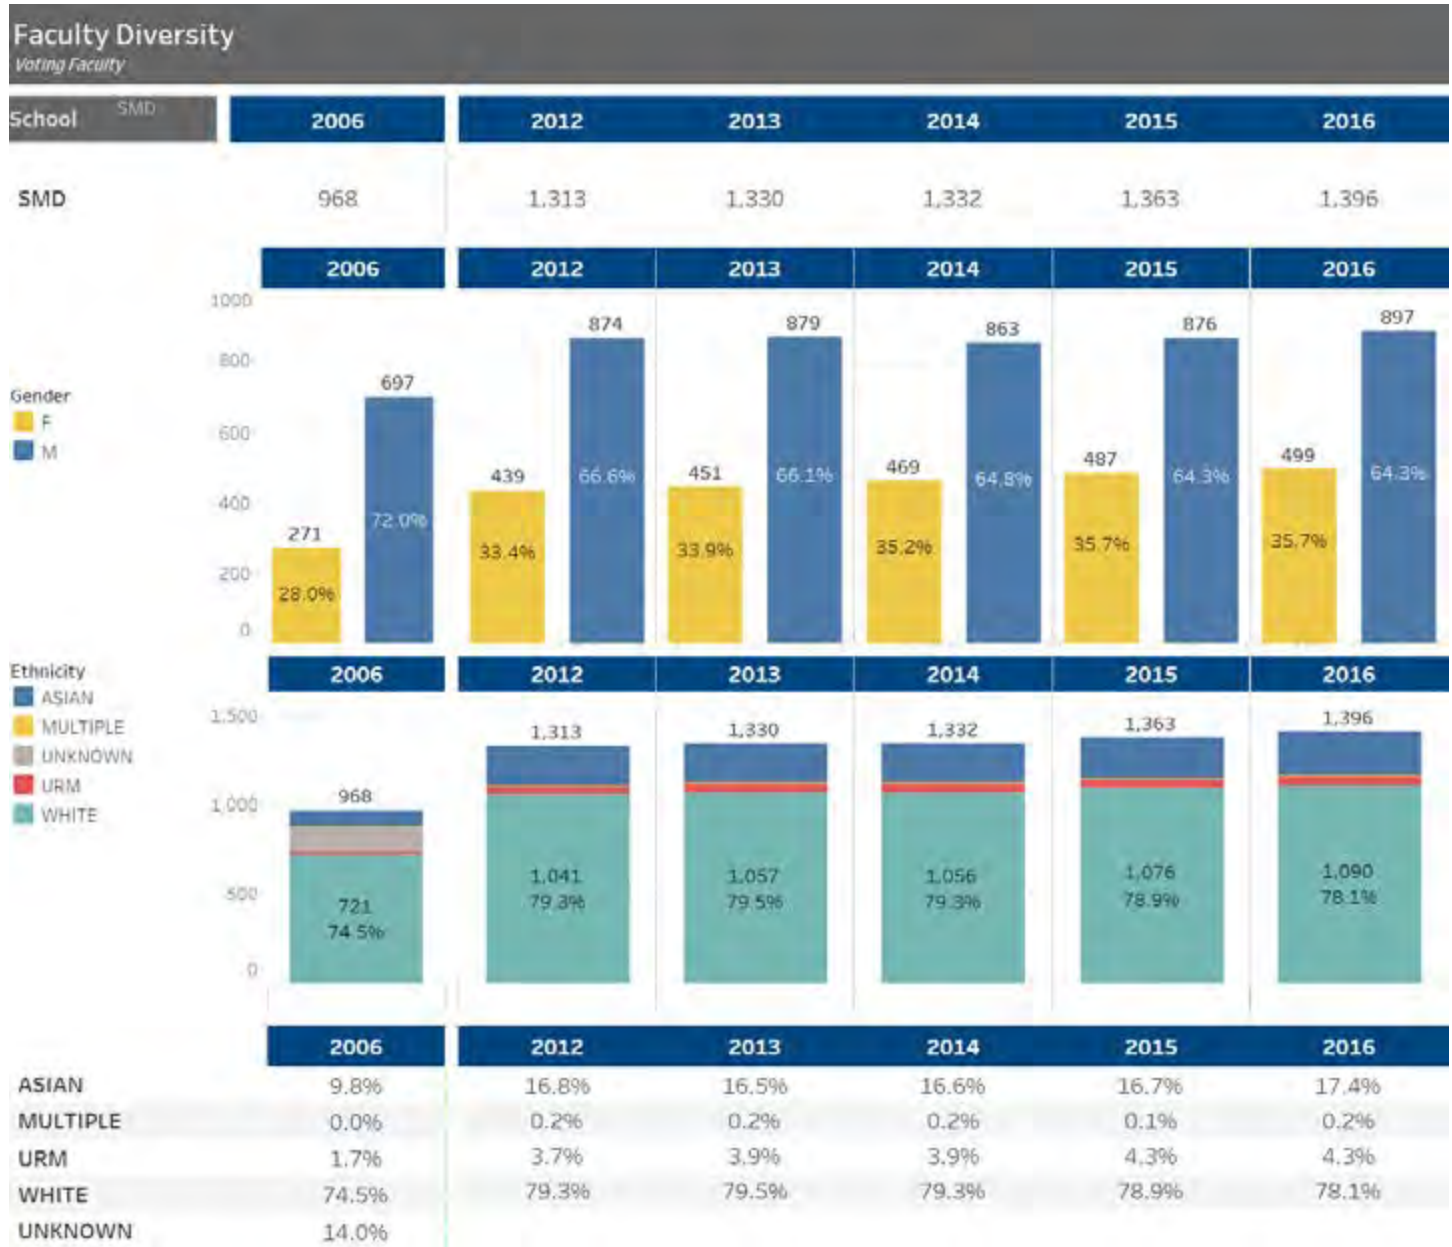 Faculty Diversity
Voting Faculty
School SMD 2006 2012 2013 2014 2015 2016
SMD 968 1,313 1,330 1,332 1,363 1,396
2006 2012 2013 2014 2015 2016
Gender
F
M
1000
800
600
400
200
0
271 697 439 874 451 879 469 863 487 876 499 897
28.0% 72.0% 33.4% 66.6% 33.9% 66.1% 35.2% 64.8% 35.7% 64.3% 35.7% 64.3%
Ethnicity
ASIAN
MULTIPLE
UNKNOWN
URM
WHITE
2006 2012 2013 2014 2015 2016
1,500
1,000
500
0
968 1,313 1,330 1,332 1,363 1,396
721 1,041 1,057 1,056 1,076 1,090
74.5% 79.3% 79.5% 79.3% 78.9% 78.1%
2006 2012 2013 2014 2015 2016
ASIAN 9.8% 16.8% 16.5% 16.6% 16.7% 17.4%
MULTIPLE 0.0% 0.2% 0.2% 0.2% 0.1% 0.2%
URM 1.7% 3.7% 3.9% 3.9% 4.3% 4.3%
WHITE 74.5% 79.3% 79.5% 79.3% 78.9% 78.1%
UNKNOWN 14.0%